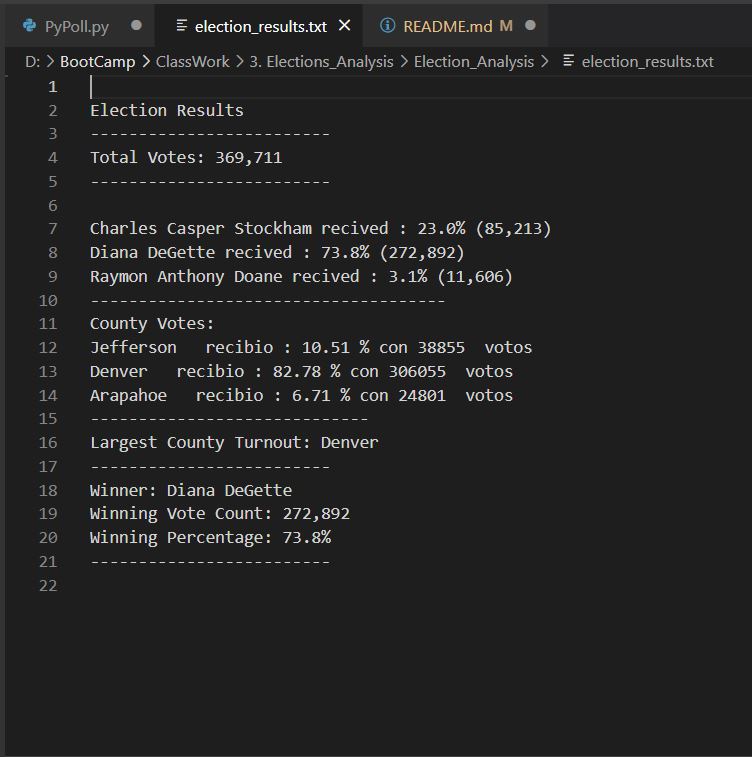 PyPoll.py ● election_results.txt × README.md M ●
D: > BootCamp > ClassWork > 3. Elections_Analysis > Election_Analysis > election_results.txt
1
2 Election Results
3 -------------------------
4 Total Votes: 369,711
5 -------------------------
6
7 Charles Casper Stockham recived : 23.0% (85,213)
8 Diana DeGette recived : 73.8% (272,892)
9 Raymon Anthony Doane recived : 3.1% (11,606)
10 -------------------------------------
11 County Votes:
12 Jefferson   recibio : 10.51 % con 38855  votos
13 Denver   recibio : 82.78 % con 306055  votos
14 Arapahoe   recibio : 6.71 % con 24801  votos
15 -----------------------------
16 Largest County Turnout: Denver
17 -------------------------
18 Winner: Diana DeGette
19 Winning Vote Count: 272,892
20 Winning Percentage: 73.8%
21 -------------------------
22